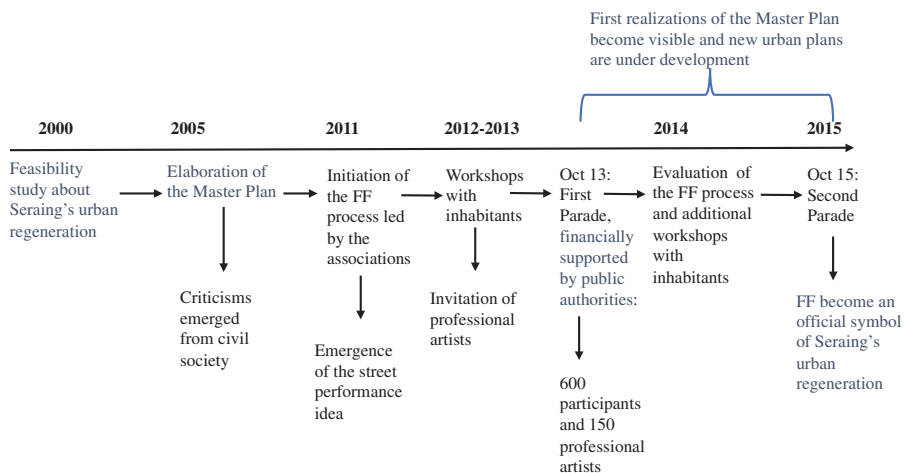 First realizations of the Master Plan
become visible and new urban plans
are under development
2000
2005
2011
2012-2013
2014
2015
Feasibility
study about
Seraing's urban
regeneration
Elaboration of
the Master Plan
Criticisms
emerged
from civil
society
Initiation of
the FF
process led
by the
associations
Emergence
of the street
performance
idea
Workshops
with
inhabitants
Invitation of
professional
artists
Oct 13:
First
Parade,
financially
supported
by public
authorities:
600
participants
and 150
professional
artists
Evaluation of
the FF process
and additional
workshops
with
inhabitants
Oct 15:
Second
Parade
FF become an
official symbol
of Seraing's
urban
regeneration